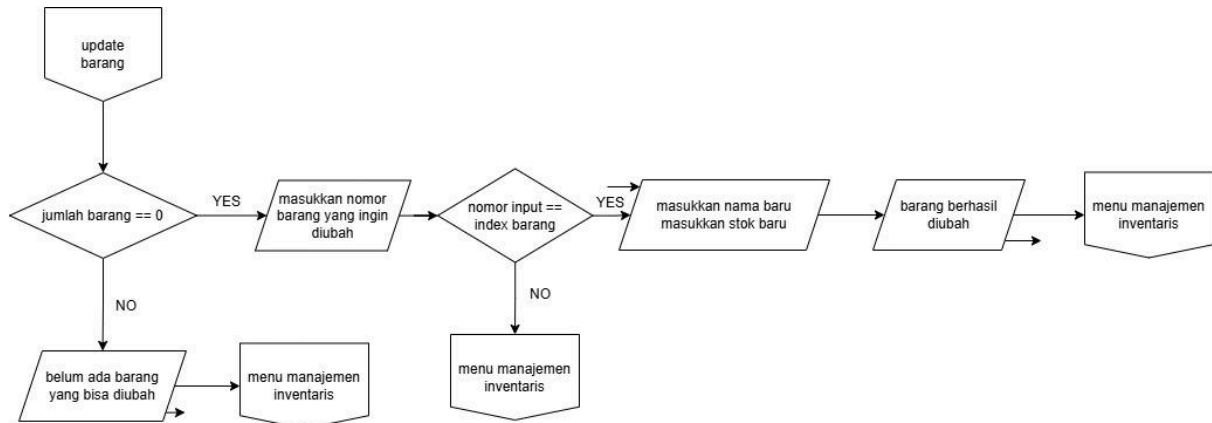 update
barang
jumlah barang == 0
YES
masukkan nomor
barang yang ingin
diubah
nomor input ==
index barang
YES
masukkan nama baru
masukkan stok baru
barang berhasil
diubah
menu manajemen
inventaris
NO
belum ada barang
yang bisa diubah
menu manajemen
inventaris
NO
menu manajemen
inventaris